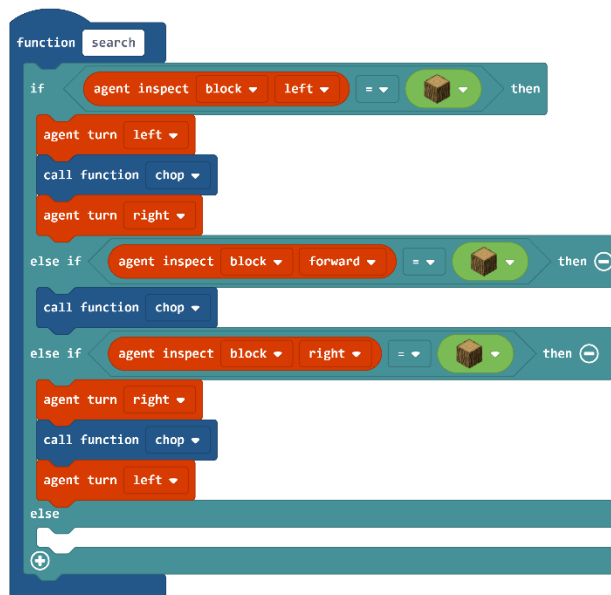 function search
if agent inspect block left = then
agent turn left
call function chop
agent turn right
else if agent inspect block forward = then
call function chop
else if agent inspect block right = then
agent turn right
call function chop
agent turn left
else